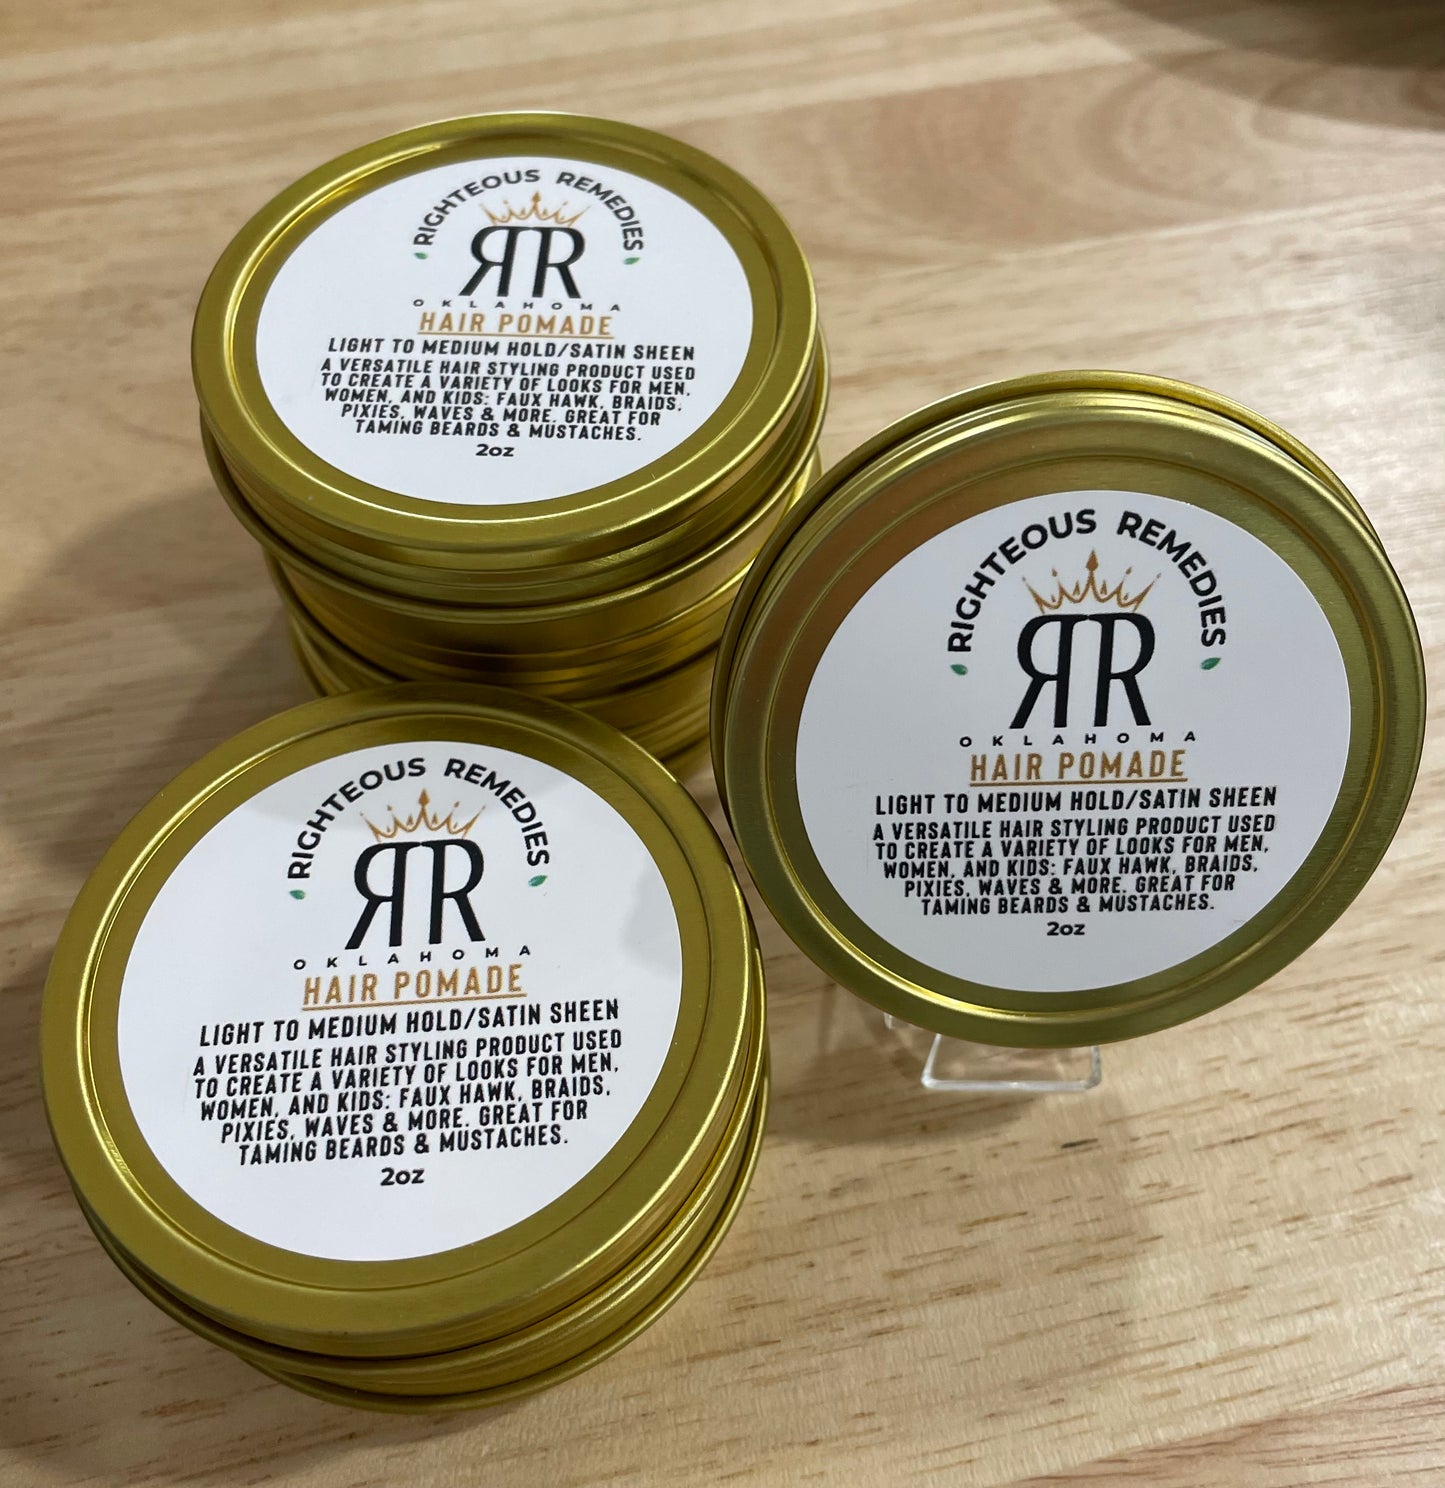 RIGHTEOUS REMEDIES
RR
OKLAHOMA
HAIR POMADE
LIGHT TO MEDIUM HOLD/SATIN SHEEN
A VERSATILE HAIR STYLING PRODUCT USED
TO CREATE A VARIETY OF LOOKS FOR MEN,
WOMEN, AND KIDS: FAUX HAWK, BRAIDS,
PIXIES, WAVES & MORE. GREAT FOR
TAMING BEARDS & MUSTACHES.
2oz
RIGHTEOUS REMEDIES
RR
OKLAHOMA
HAIR POMADE
LIGHT TO MEDIUM HOLD/SATIN SHEEN
A VERSATILE HAIR STYLING PRODUCT USED
TO CREATE A VARIETY OF LOOKS FOR MEN,
WOMEN, AND KIDS: FAUX HAWK, BRAIDS,
PIXIES, WAVES & MORE. GREAT FOR
TAMING BEARDS & MUSTACHES.
2oz
RIGHTEOUS REMEDIES
RR
OKLAHOMA
HAIR POMADE
LIGHT TO MEDIUM HOLD/SATIN SHEEN
A VERSATILE HAIR STYLING PRODUCT USED
TO CREATE A VARIETY OF LOOKS FOR MEN,
WOMEN, AND KIDS: FAUX HAWK, BRAIDS,
PIXIES, WAVES & MORE. GREAT FOR
TAMING BEARDS & MUSTACHES.
2oz